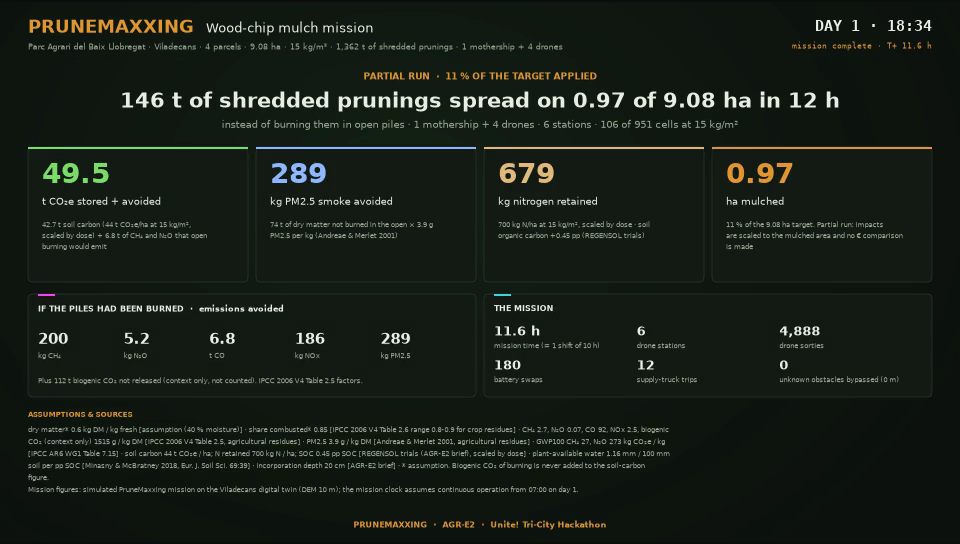 PRUNEMAXXING Wood-chip mulch mission
DAY 1 · 18:34
Parc Agrari del Baix Llobregat · Viladecans · 4 parcels · 9.08 ha · 15 kg/m² · 1,362 t of shredded prunings · 1 mothership + 4 drones
mission complete · T+ 11.6 h
PARTIAL RUN · 11 % OF THE TARGET APPLIED
146 t of shredded prunings spread on 0.97 of 9.08 ha in 12 h
instead of burning them in open piles · 1 mothership + 4 drones · 6 stations · 106 of 951 cells at 15 kg/m²
49.5
t CO₂e stored + avoided
42.7 t soil carbon (44 t CO₂e/ha at 15 kg/m²,
scaled by dose) + 6.8 t of CH₄ and N₂O that open
burning would emit
289
kg PM2.5 smoke avoided
74 t of dry matter not burned in the open × 3.9 g
PM2.5 per kg (Andreae & Merlet 2001)
679
kg nitrogen retained
700 kg N/ha at 15 kg/m², scaled by dose · soil
organic carbon +0.45 pp (REGENSOL trials)
0.97
ha mulched
11 % of the 9.08 ha target. Partial run: impacts
are scaled to the mulched area and no € comparison
is made
IF THE PILES HAD BEEN BURNED · emissions avoided
200
kg CH₄
5.2
kg N₂O
6.8
t CO
186
kg NOx
289
kg PM2.5
Plus 112 t biogenic CO₂ not released (context only, not counted). IPCC 2006 V4 Table 2.5 factors.
THE MISSION
11.6 h
mission time (= 1 shift of 10 h)
6
drone stations
4,888
drone sorties
180
battery swaps
12
supply-truck trips
0
unknown obstacles bypassed (0 m)
ASSUMPTIONS & SOURCES
dry matter* 0.6 kg DM / kg fresh [assumption (40 % moisture)] · share combusted* 0.85 [IPCC 2006 V4 Table 2.6 range 0.8–0.9 for crop residues] · CH₄ 2.7, N₂O 0.07, CO 92, NOx 2.5, biogenic
CO₂ (context only) 1515 g / kg DM [IPCC 2006 V4 Table 2.5, agricultural residues] · PM2.5 3.9 g / kg DM [Andreae & Merlet 2001, agricultural residues] · GWP100 CH₄ 27, N₂O 273 kg CO₂e / kg
[IPCC AR6 WG1 Table 7.15] · soil carbon 44 t CO₂e / ha; N retained 700 kg N / ha; SOC 0.45 pp SOC [REGENSOL trials (AGR-E2 brief), scaled by dose] · plant-available water 1.16 mm / 100 mm
soil per pp SOC [Minasny & McBratney 2018, Eur. J. Soil Sci. 69:39] · incorporation depth 20 cm [AGR-E2 brief] · * assumption. Biogenic CO₂ of burning is never added to the soil-carbon
figure.
Mission figures: simulated PruneMaxxing mission on the Viladecans digital twin (DEM 10 m); the mission clock assumes continuous operation from 07:00 on day 1.
PRUNEMAXXING · AGR-E2 · Unite! Tri-City Hackathon